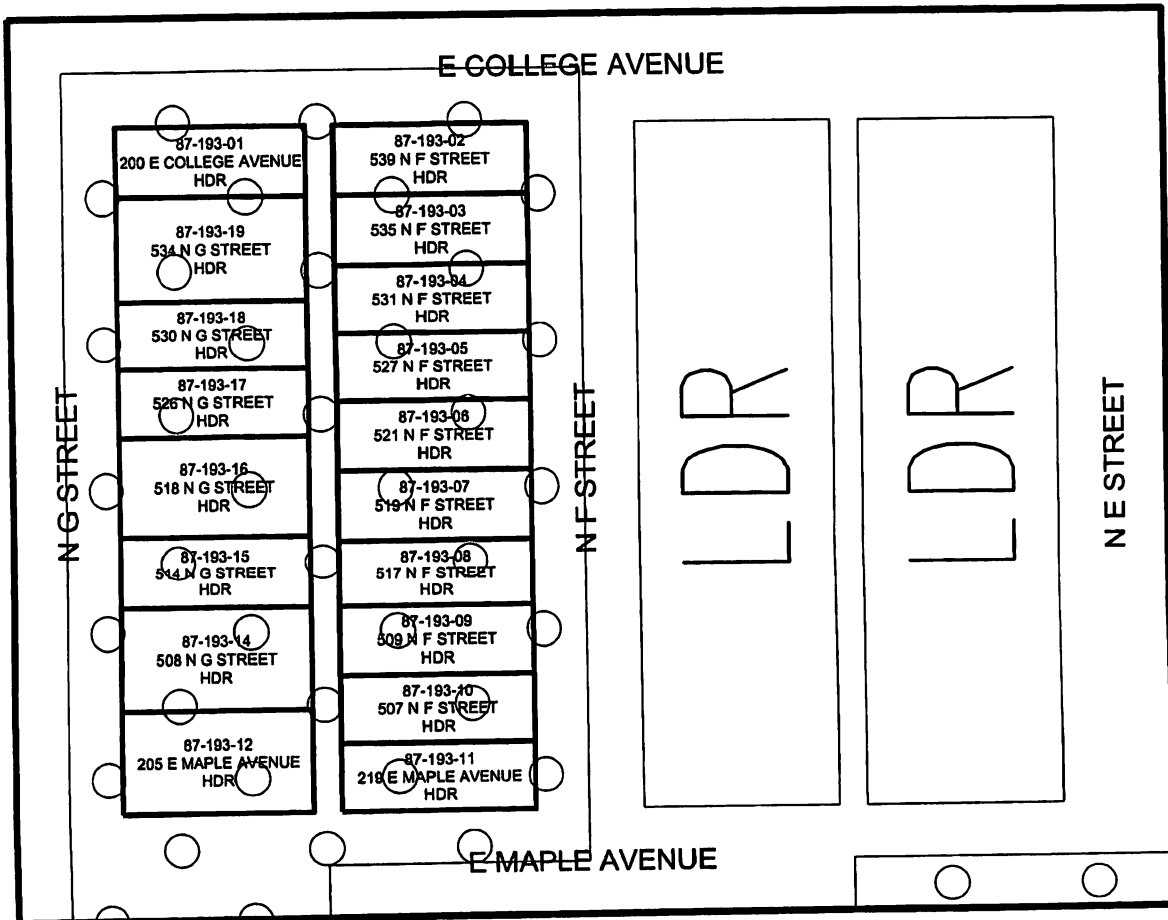 E COLLEGE AVENUE
87-193-01
200 E COLLEGE AVENUE
HDR
87-193-19
534 N G STREET
HDR
87-193-18
530 N G STREET
HDR
87-193-17
526 N G STREET
HDR
87-193-16
518 N G STREET
HDR
87-193-15
514 N G STREET
HDR
87-193-14
508 N G STREET
HDR
87-193-12
205 E MAPLE AVENUE
HDR
87-193-02
539 N F STREET
HDR
87-193-03
535 N F STREET
HDR
87-193-04
531 N F STREET
HDR
87-193-05
527 N F STREET
HDR
87-193-06
521 N F STREET
HDR
87-193-07
519 N F STREET
HDR
87-193-08
517 N F STREET
HDR
87-193-09
509 N F STREET
HDR
87-193-10
507 N F STREET
HDR
87-193-11
219 E MAPLE AVENUE
HDR
N G STREET
N F STREET
LDR
LDR
N E STREET
E MAPLE AVENUE